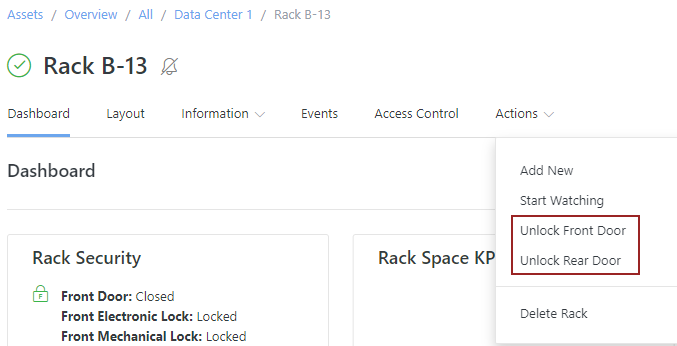 Assets / Overview / All / Data Center 1 / Rack B-13
Rack B-13
Dashboard Layout Information Events Access Control Actions
Add New
Start Watching
Unlock Front Door
Unlock Rear Door
Delete Rack
Dashboard
Rack Security
F
Front Door: Closed
Front Electronic Lock: Locked
Front Mechanical Lock: Locked
Rack Space KP